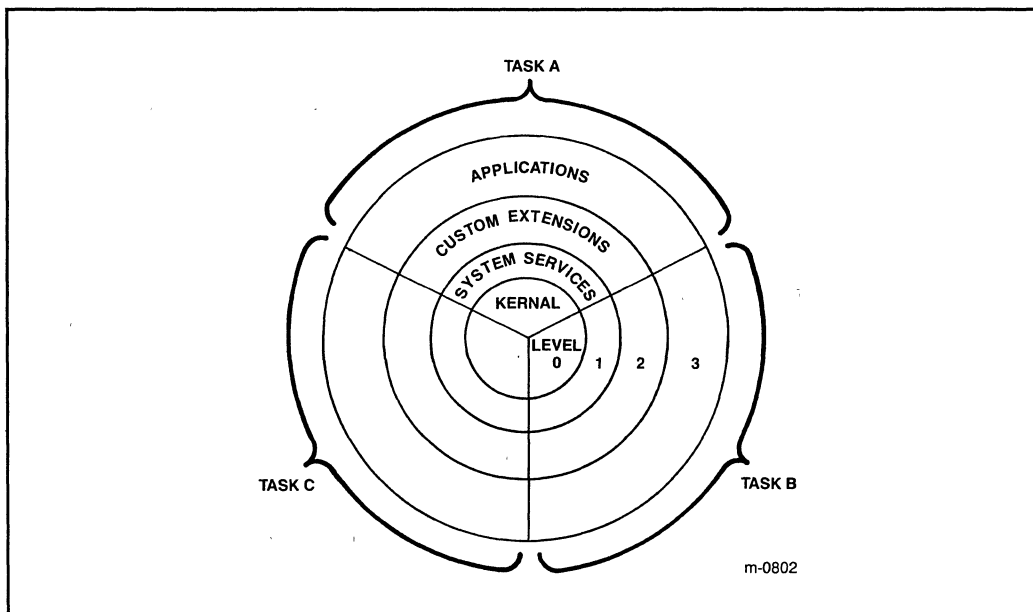 TASK A
APPLICATIONS
CUSTOM EXTENSIONS
SYSTEM SERVICES
KERNAL
LEVEL
0 1 2 3
TASK C
TASK B
m-0802